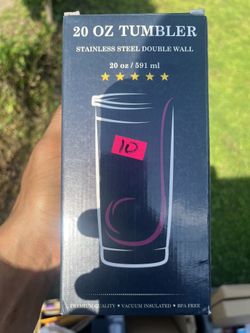 20 OZ TUMBLER
STAINLESS STEEL DOUBLE WALL
20 oz / 591 ml
10
PREMIUM QUALITY • VACUUM INSULATED • BPA FREE